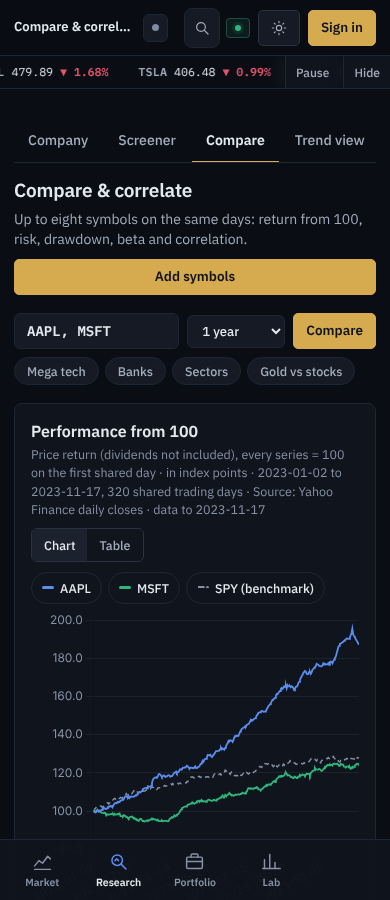 Compare & correl...
Sign in
479.89 ▼ 1.68%
TSLA 406.48 ▼ 0.99%
Pause
Hide
Company
Screener
Compare
Trend view
Compare & correlate
Up to eight symbols on the same days: return from 100,
risk, drawdown, beta and correlation.
Add symbols
AAPL, MSFT
1 year
Compare
Mega tech
Banks
Sectors
Gold vs stocks
Performance from 100
Price return (dividends not included), every series = 100
on the first shared day · in index points · 2023-01-02 to
2023-11-17, 320 shared trading days · Source: Yahoo
Finance daily closes · data to 2023-11-17
Chart
Table
AAPL
MSFT
SPY (benchmark)
200.0
180.0
160.0
140.0
120.0
100.0
Market
Research
Portfolio
Lab